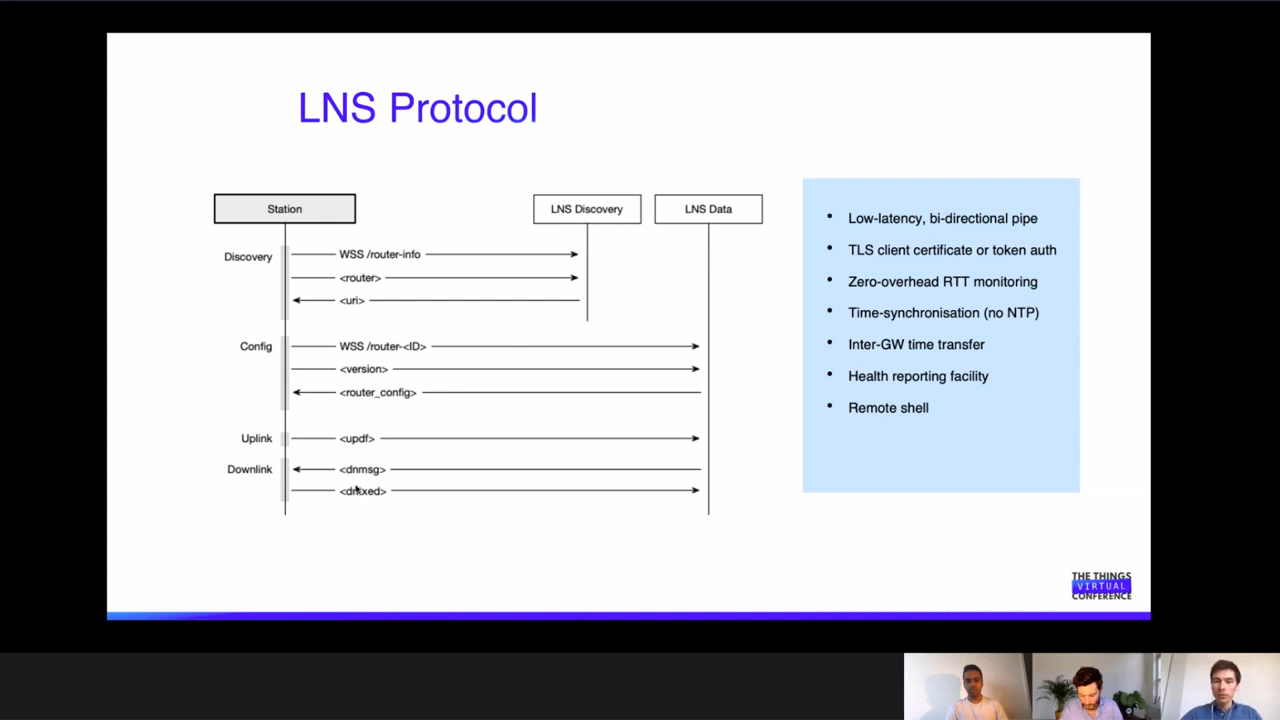 LNS Protocol
Station
LNS Discovery
LNS Data
Discovery
WSS /router-info
<router>
<uri>
Config
WSS /router-<ID>
<version>
<router_config>
Uplink
<updf>
Downlink
<dnmsg>
• Low-latency, bi-directional pipe
• TLS client certificate or token auth
• Zero-overhead RTT monitoring
• Time-synchronisation (no NTP)
• Inter-GW time transfer
• Health reporting facility
• Remote shell
THE THINGS
VIRTUAL
CONFERENCE